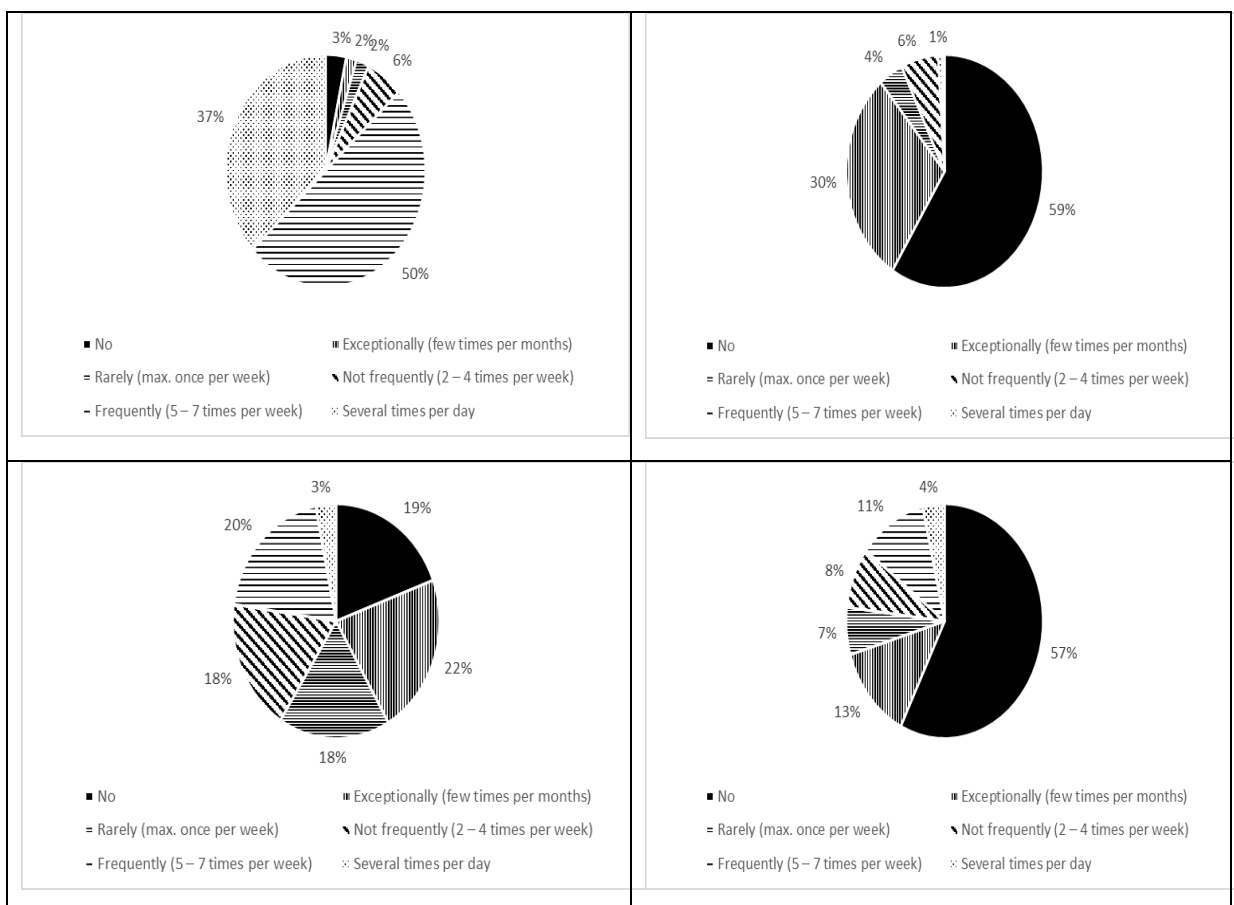 3% 2% 2% 6%
37%
50%
No Exceptionally (few times per months)
Rarely (max. once per week) Not frequently (2 – 4 times per week)
Frequently (5 – 7 times per week) Several times per day
4% 6% 1%
30%
59%
No Exceptionally (few times per months)
Rarely (max. once per week) Not frequently (2 – 4 times per week)
Frequently (5 – 7 times per week) Several times per day
3%
19%
20%
22%
18%
18%
No Exceptionally (few times per months)
Rarely (max. once per week) Not frequently (2 – 4 times per week)
Frequently (5 – 7 times per week) Several times per day
4%
11%
8%
7%
57%
13%
No Exceptionally (few times per months)
Rarely (max. once per week) Not frequently (2 – 4 times per week)
Frequently (5 – 7 times per week) Several times per day